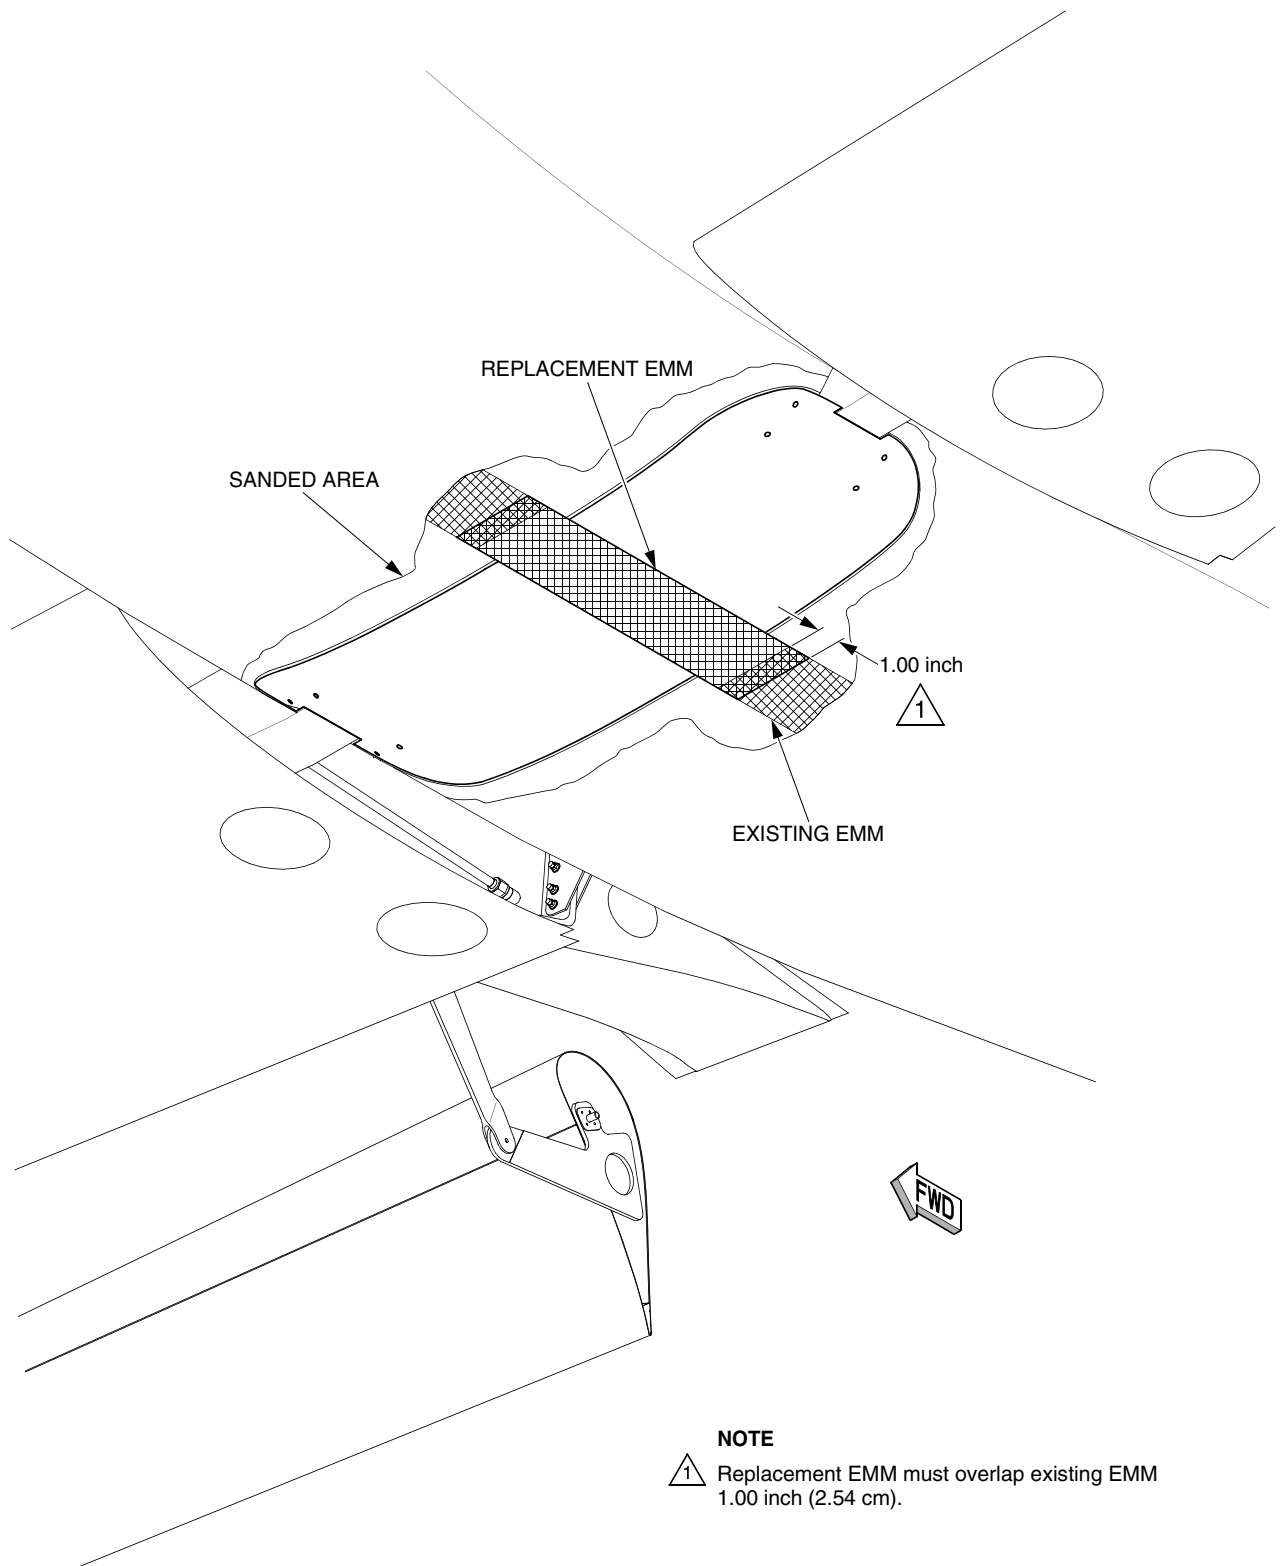 REPLACEMENT EMM
SANDED AREA
1.00 inch
1
EXISTING EMM
FWD
NOTE
1 Replacement EMM must overlap existing EMM
1.00 inch (2.54 cm).